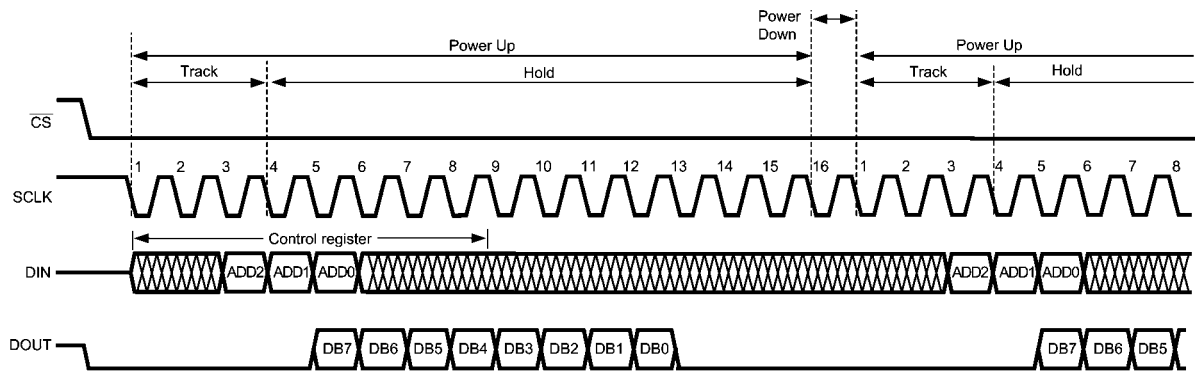 Power Down
Power Up
Power Up
Track
Hold
Track
Hold
CS
1 2 3 4 5 6 7 8 9 10 11 12 13 14 15 16 1 2 3 4 5 6 7 8
SCLK
Control register
DIN
ADD2 ADD1 ADD0
ADD2 ADD1 ADD0
DOUT
DB7 DB6 DB5 DB4 DB3 DB2 DB1 DB0
DB7 DB6 DB5